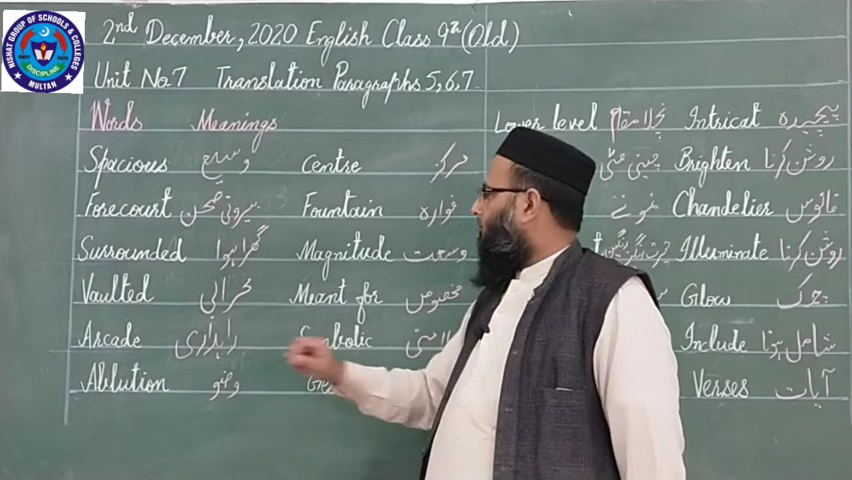 NISHAT GROUP OF SCHOOLS & COLLEGES
DISCIPLINE
MULTAN
2nd December, 2020 English Class 9th (Old)
Unit No.7 Translation Paragraphs 5,6,7.
Words Meanings Lower level نچلا مقام Intricat پیچیدہ
Spacious وسیع Centre مرکز چینی مٹی Brighten روشن کرنا
Forecourt بیرونی صحن Fountain فوارہ نمونے Chandelier فانوس
Surrounded گھرا ہوا Magnitude وسعت Illuminate روشن کرنا
Vaulted محرابی Meant for مخصوص Glow چمک
Arcade راہداری Include شامل ہونا
Ablution وضو Verses آیات